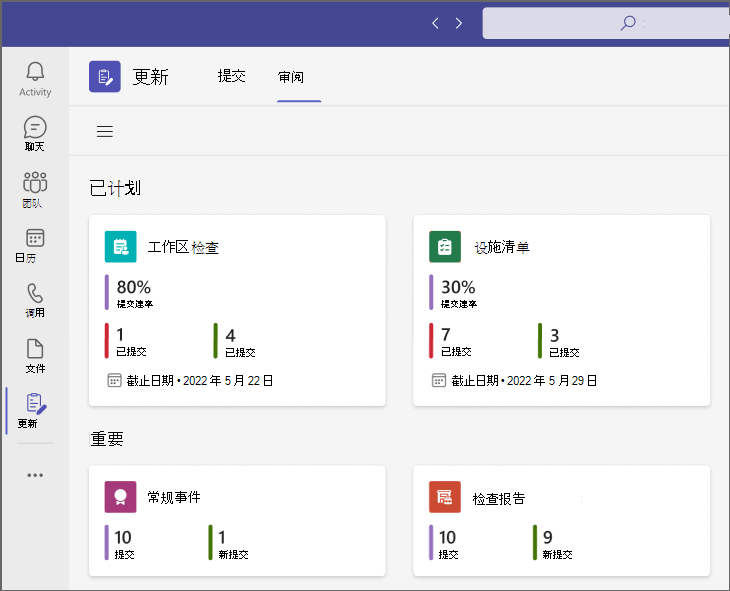 更新
提交
审阅
Activity
聊天
团队
日历
调用
文件
更新
已计划
工作区检查
80%
提交速率
1
已提交
4
已提交
截止日期•2022 年 5 月 22 日
设施清单
30%
提交速率
7
已提交
3
已提交
截止日期•2022 年 5 月 29 日
重要
常规事件
10
提交
1
新提交
检查报告
10
提交
9
新提交